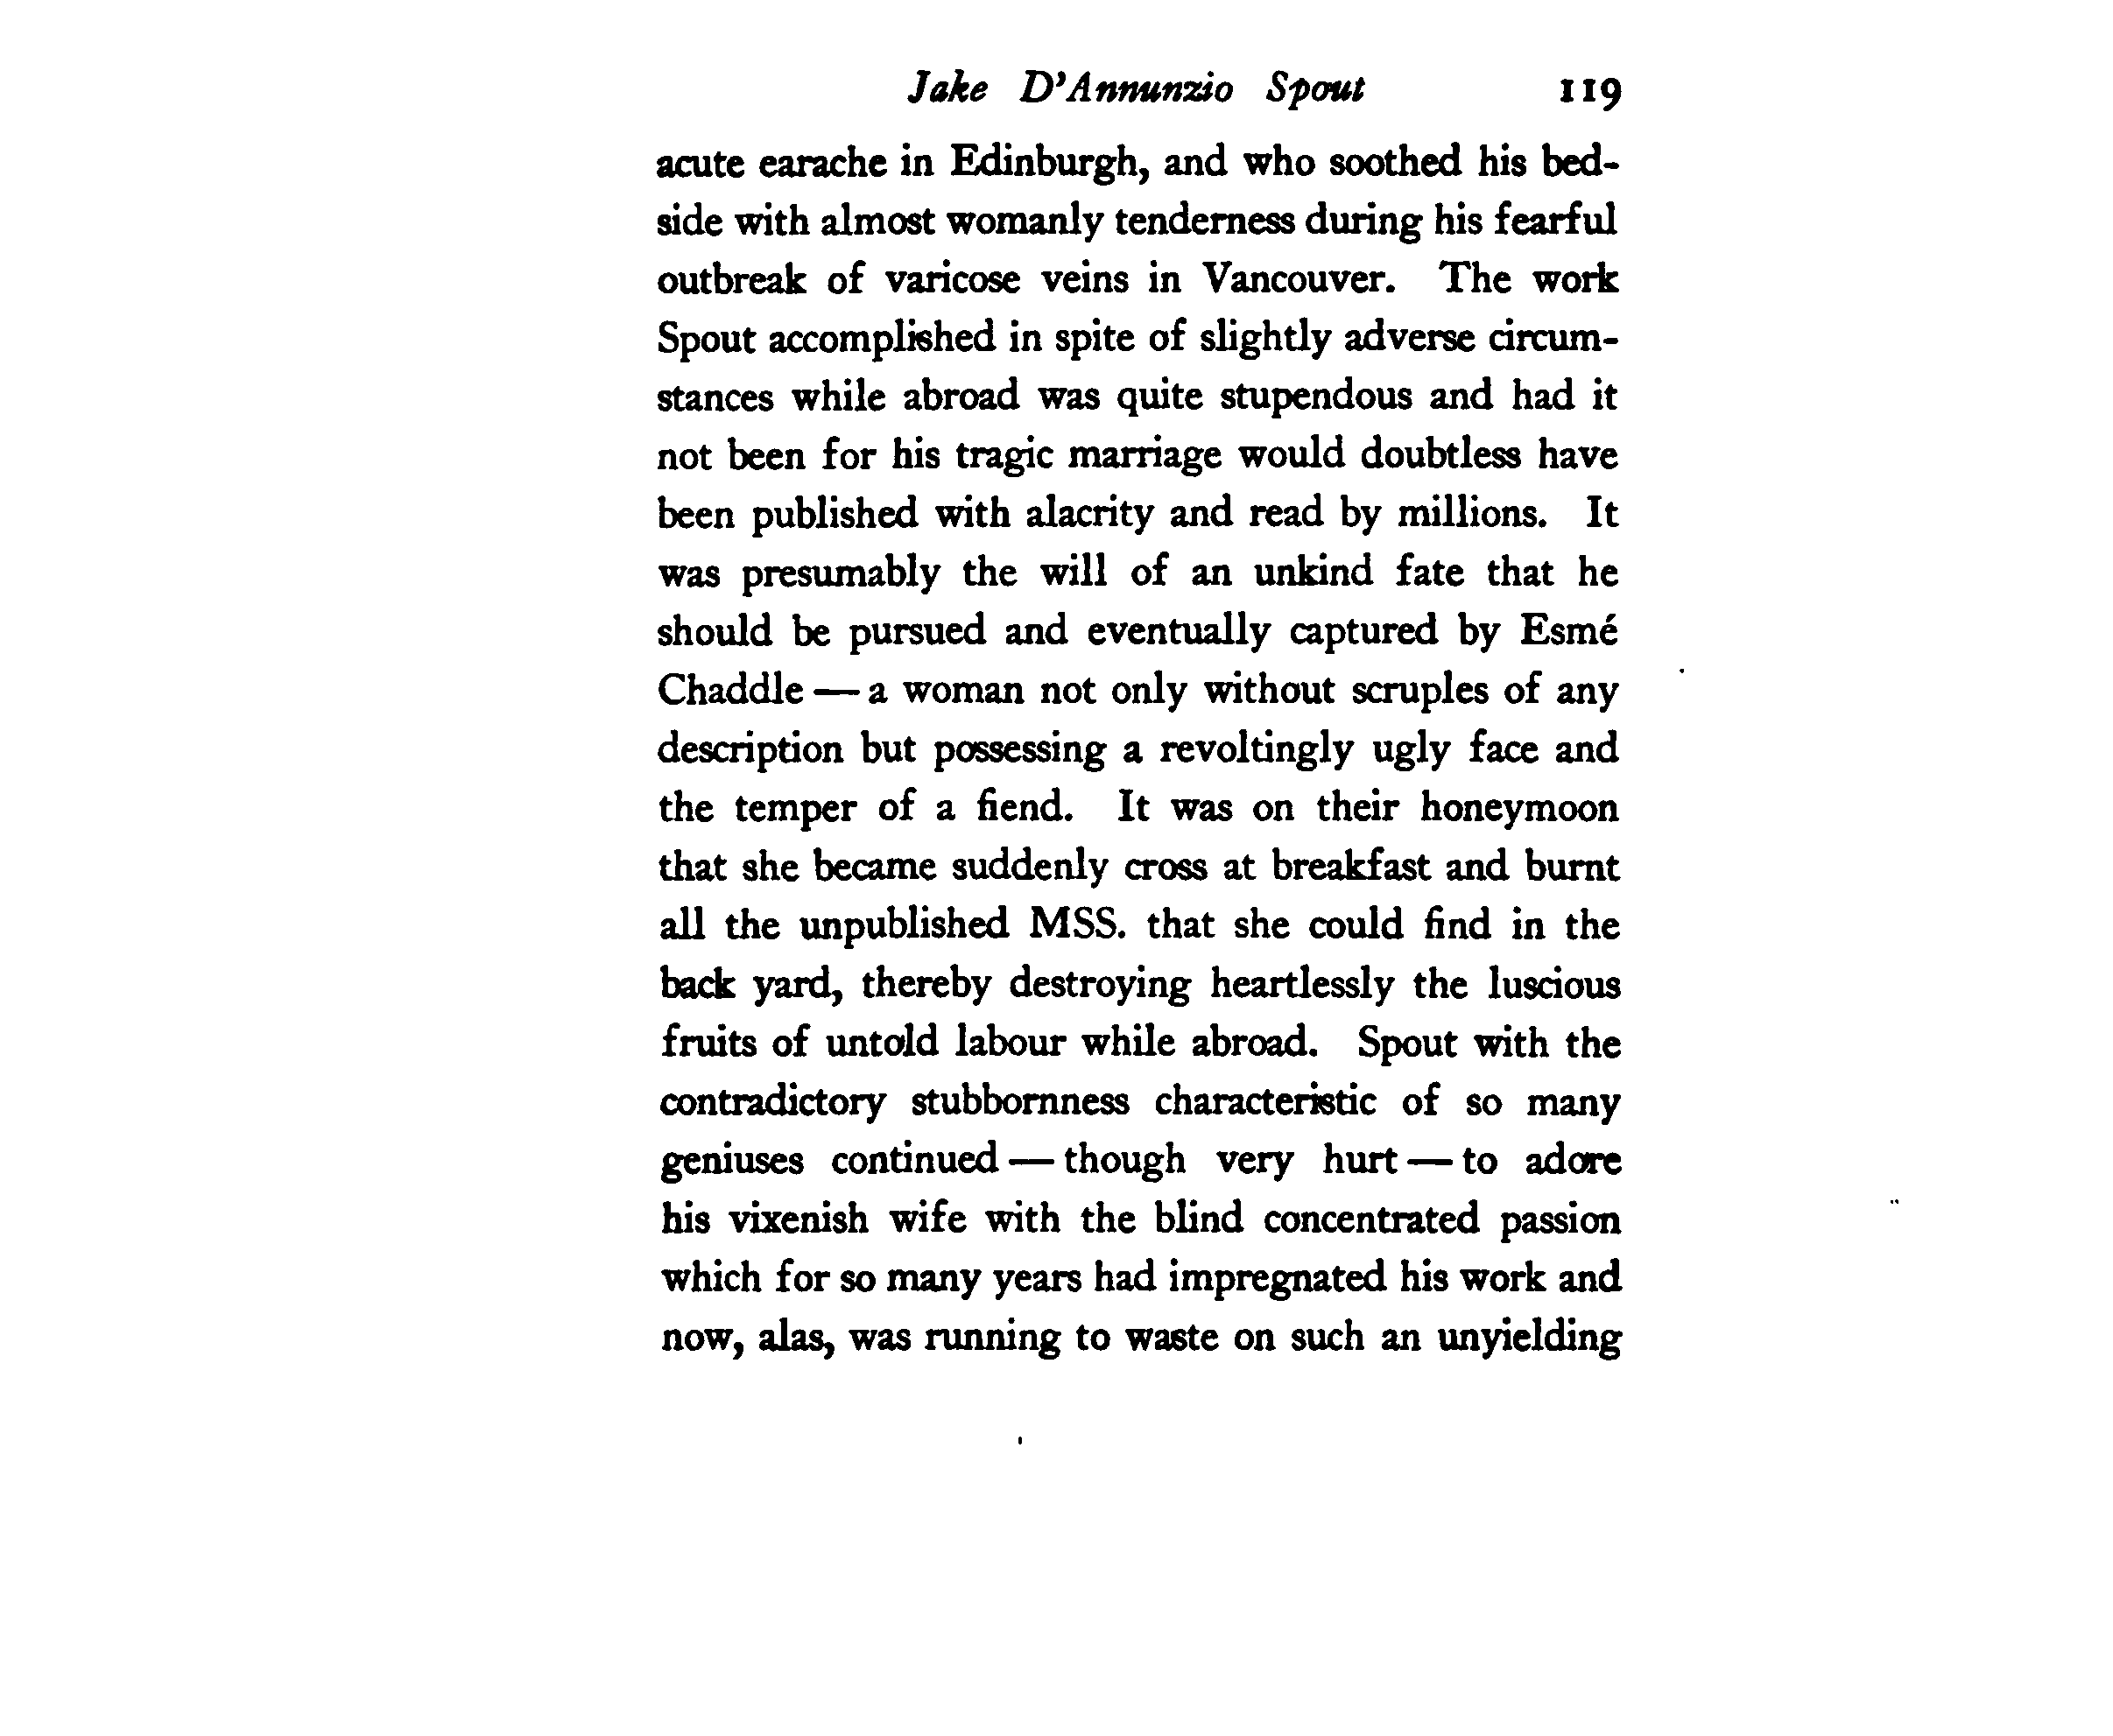 Jake D'Annunzio Spout 119
acute earache in Edinburgh, and who soothed his bed-
side with almost womanly tenderness during his fearful
outbreak of varicose veins in Vancouver. The work
Spout accomplished in spite of slightly adverse circum-
stances while abroad was quite stupendous and had it
not been for his tragic marriage would doubtless have
been published with alacrity and read by millions. It
was presumably the will of an unkind fate that he
should be pursued and eventually captured by Esmé
Chaddle — a woman not only without scruples of any
description but possessing a revoltingly ugly face and
the temper of a fiend. It was on their honeymoon
that she became suddenly cross at breakfast and burnt
all the unpublished MSS. that she could find in the
back yard, thereby destroying heartlessly the luscious
fruits of untold labour while abroad. Spout with the
contradictory stubbornness characteristic of so many
geniuses continued — though very hurt — to adore
his vixenish wife with the blind concentrated passion
which for so many years had impregnated his work and
now, alas, was running to waste on such an unyielding